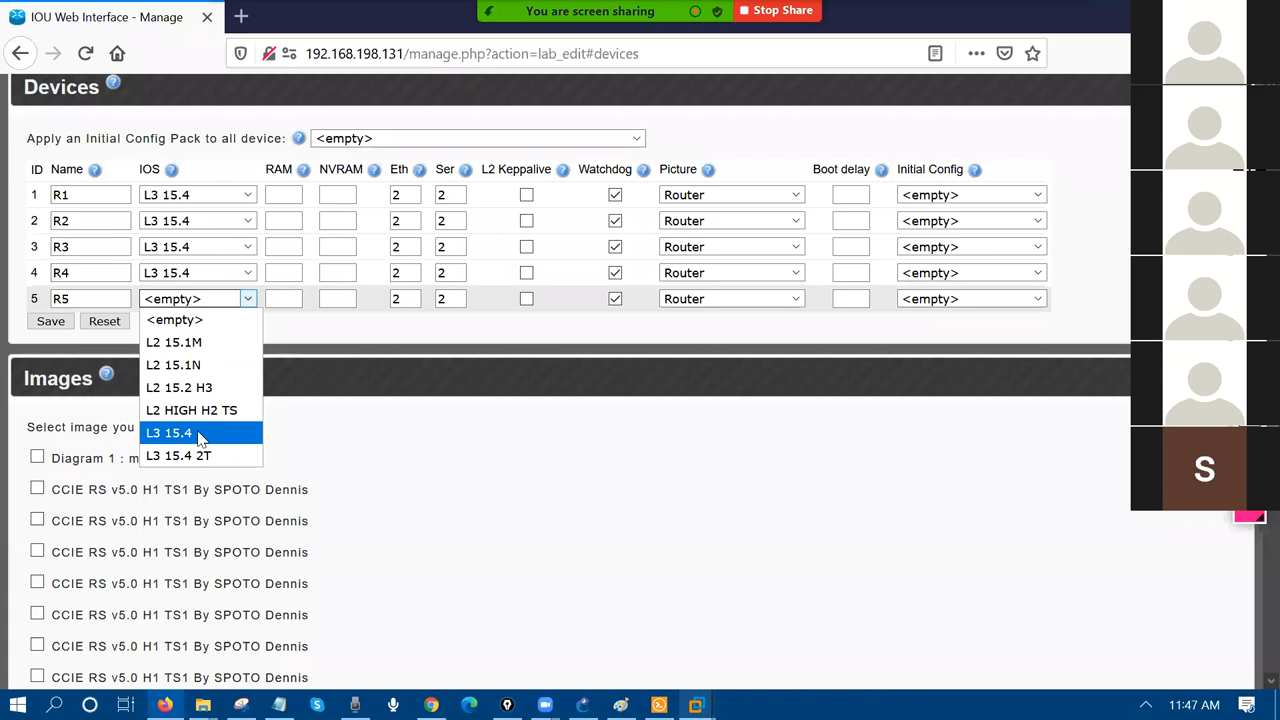 IOU Web Interface - Manage
You are screen sharing
Stop Share
192.168.198.131/manage.php?action=lab_edit#devices
Devices
Apply an Initial Config Pack to all device: <empty>
ID Name IOS RAM NVRAM Eth Ser L2 Keppalive Watchdog Picture Boot delay Initial Config
1 R1 L3 15.4 2 2 Router <empty>
2 R2 L3 15.4 2 2 Router <empty>
3 R3 L3 15.4 2 2 Router <empty>
4 R4 L3 15.4 2 2 Router <empty>
5 R5 <empty> 2 2 Router <empty>
Save Reset
<empty>
L2 15.1M
L2 15.1N
L2 15.2 H3
L2 HIGH H2 TS
L3 15.4
L3 15.4 2T
Images
Select image you
Diagram 1 : m
CCIE RS v5.0 H1 TS1 By SPOTO Dennis
CCIE RS v5.0 H1 TS1 By SPOTO Dennis
CCIE RS v5.0 H1 TS1 By SPOTO Dennis
CCIE RS v5.0 H1 TS1 By SPOTO Dennis
CCIE RS v5.0 H1 TS1 By SPOTO Dennis
CCIE RS v5.0 H1 TS1 By SPOTO Dennis
CCIE RS v5.0 H1 TS1 By SPOTO Dennis
S
11:47 AM